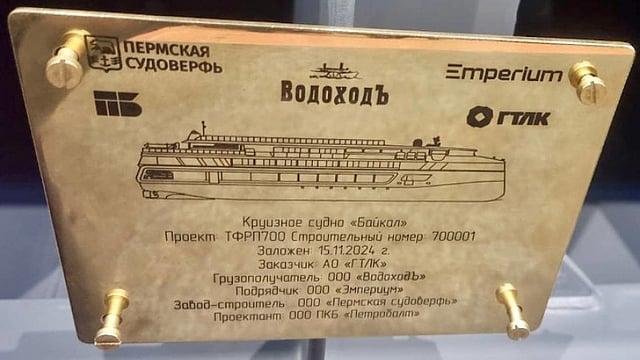 ПЕРМСКАЯ
СУДОВЕРФЬ
Emperium
ПБ
ВодоходЪ
ГТЛК
Круизное судно «Байкал»
Проект ТФРП700 Строительный номер 700001
Заложен 15.11.2024 г.
Заказчик: АО «ГТЛК»
Грузополучатель: ООО «ВодоходЪ»
Подрядчик: ООО «Эмпериум»
Завод-строитель: ООО «Пермская судоверфь»
Проектант: ООО ПКБ «Петробалт»